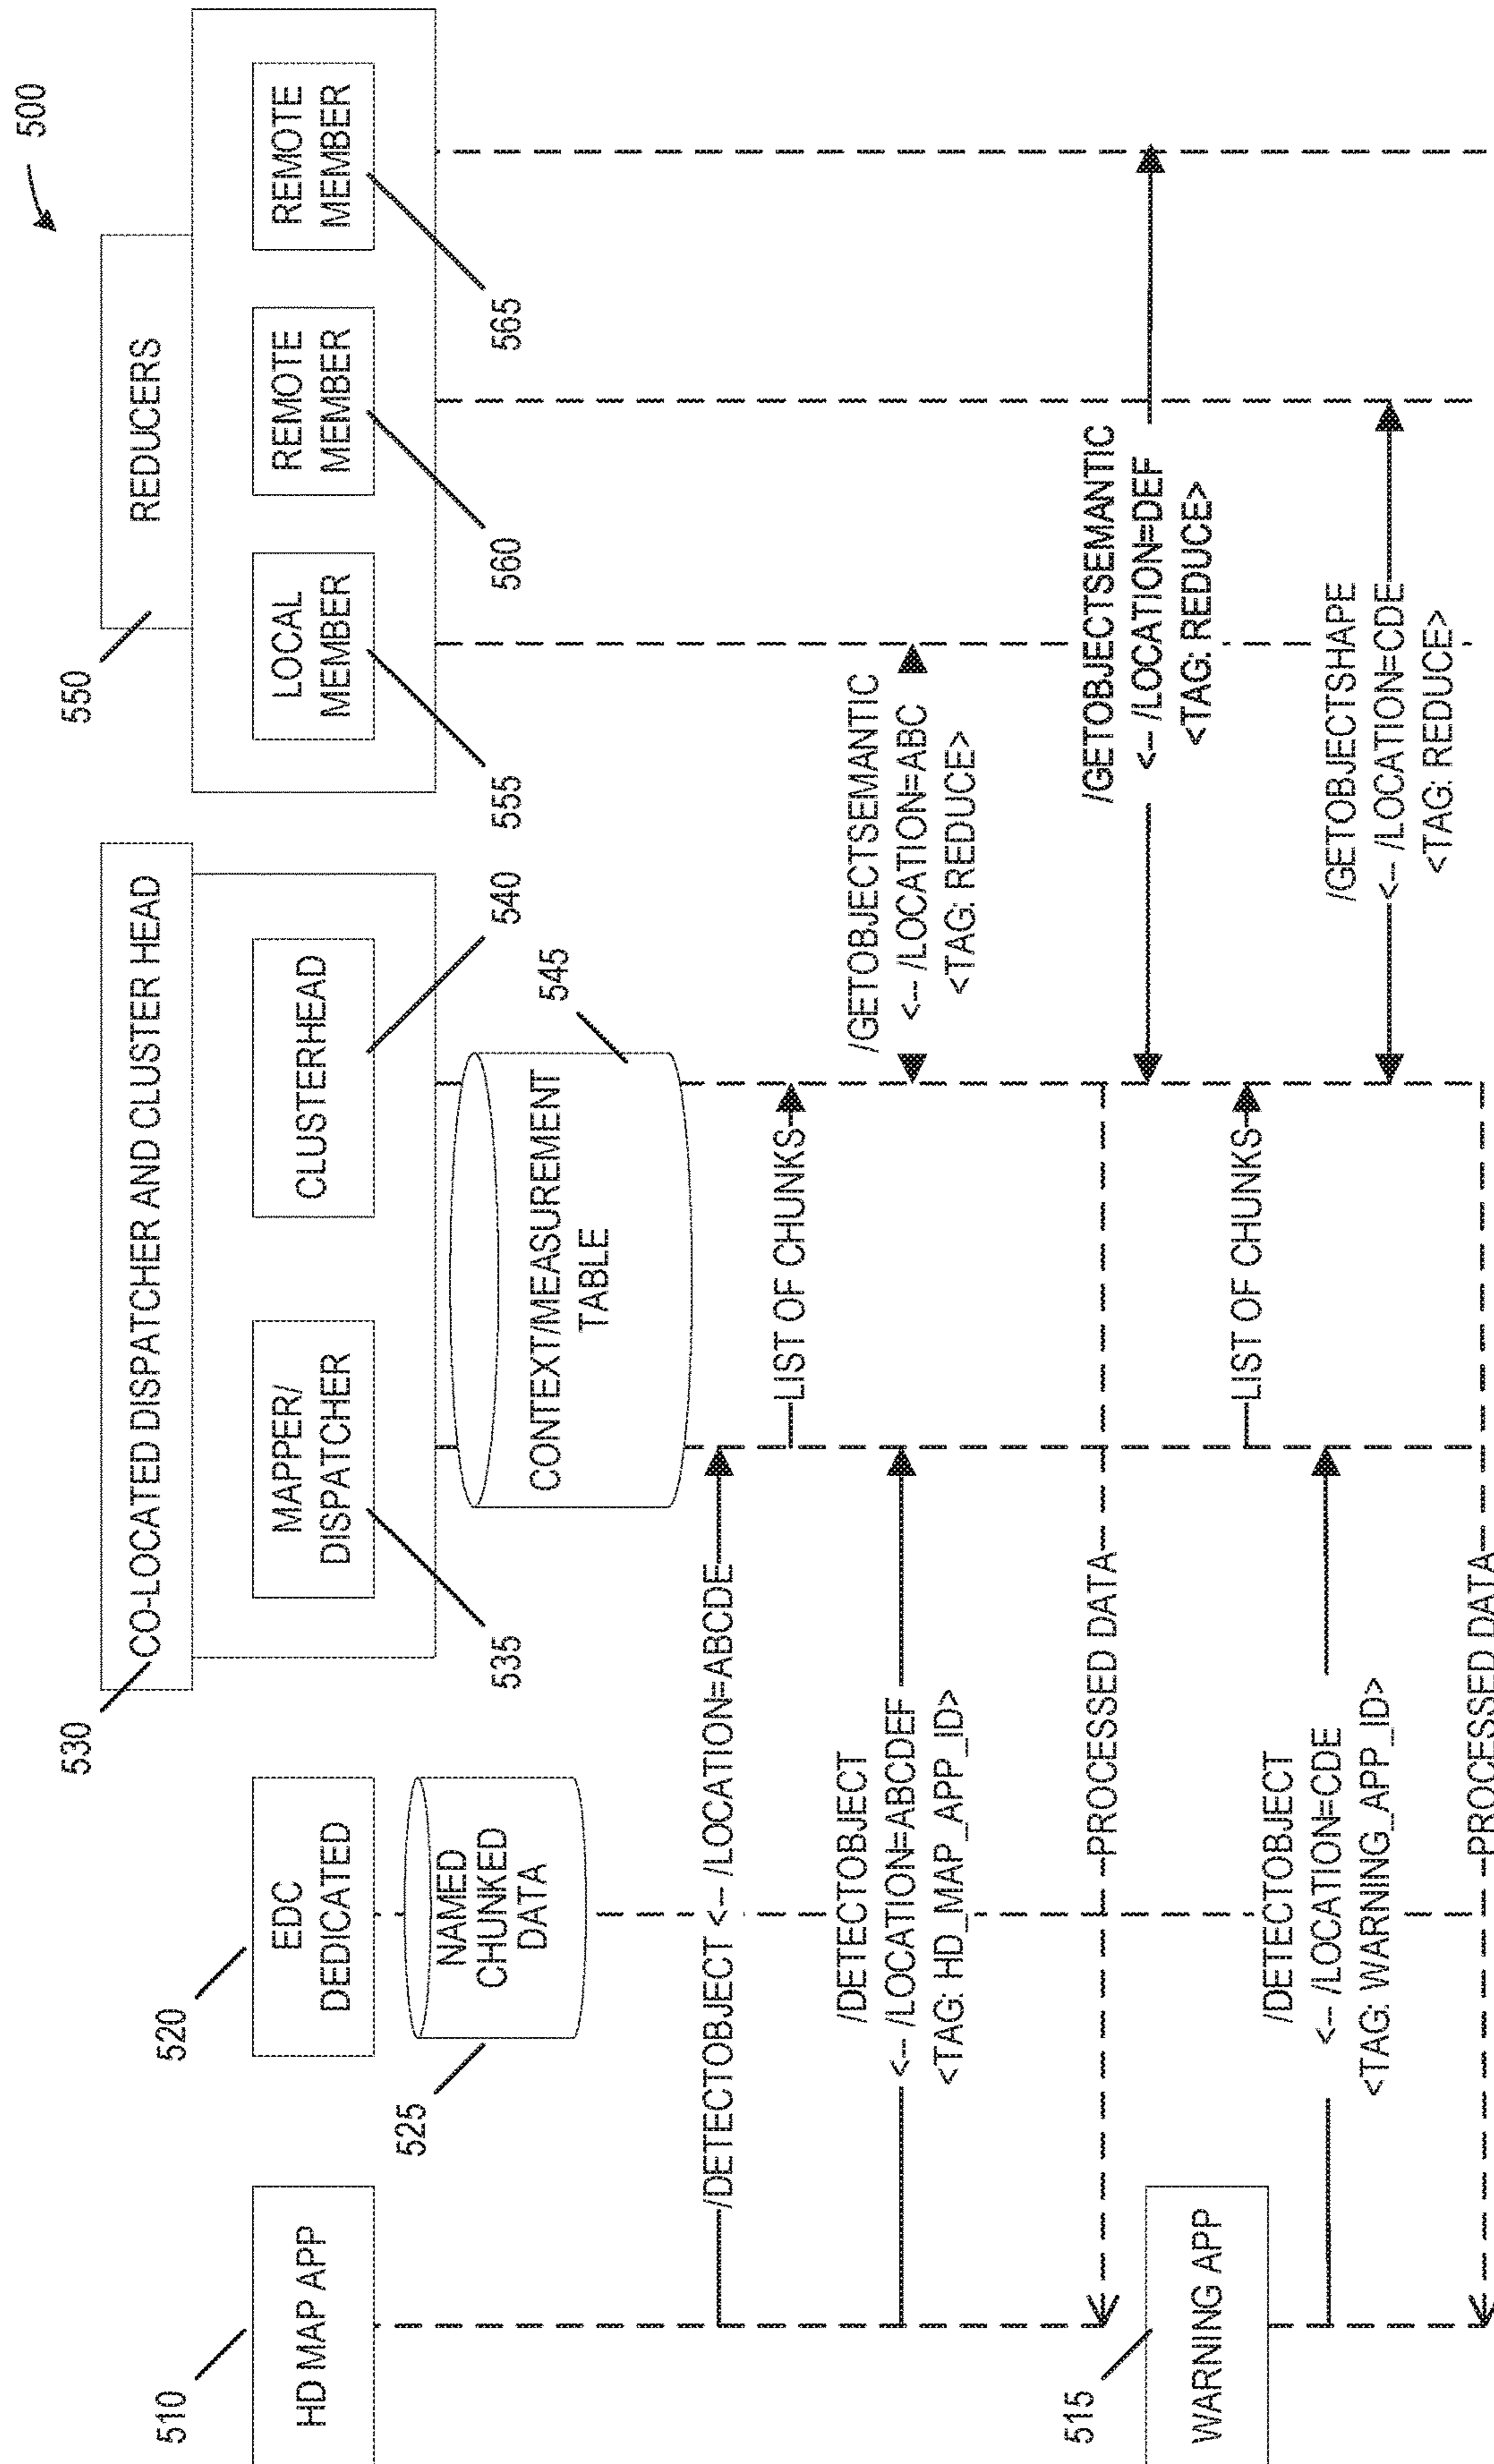 500
CO-LOCATED DISPATCHER AND CLUSTER HEAD
530
REDUCERS
550
HD MAP APP
510
EDC
DEDICATED
520
MAPPER/
DISPATCHER
535
CLUSTERHEAD
540
LOCAL
MEMBER
555
REMOTE
MEMBER
560
REMOTE
MEMBER
565
NAMED
CHUNKED
DATA
525
CONTEXT/MEASUREMENT
TABLE
545
/DETECTOBJECT <-- /LOCATION=ABCDE
LIST OF CHUNKS
/DETECTOBJECT
<-- /LOCATION=ABCDEF
<TAG: HD_MAP_APP_ID>
/GETOBJECTSEMANTIC
<-- /LOCATION=ABC
<TAG: REDUCE>
PROCESSED DATA
/GETOBJECTSEMANTIC
<-- /LOCATION=DEF
<TAG: REDUCE>
WARNING APP
515
LIST OF CHUNKS
/DETECTOBJECT
<-- /LOCATION=CDE
<TAG: WARNING_APP_ID>
/GETOBJECTSHAPE
<-- /LOCATION=CDE
<TAG: REDUCE>
PROCESSED DATA